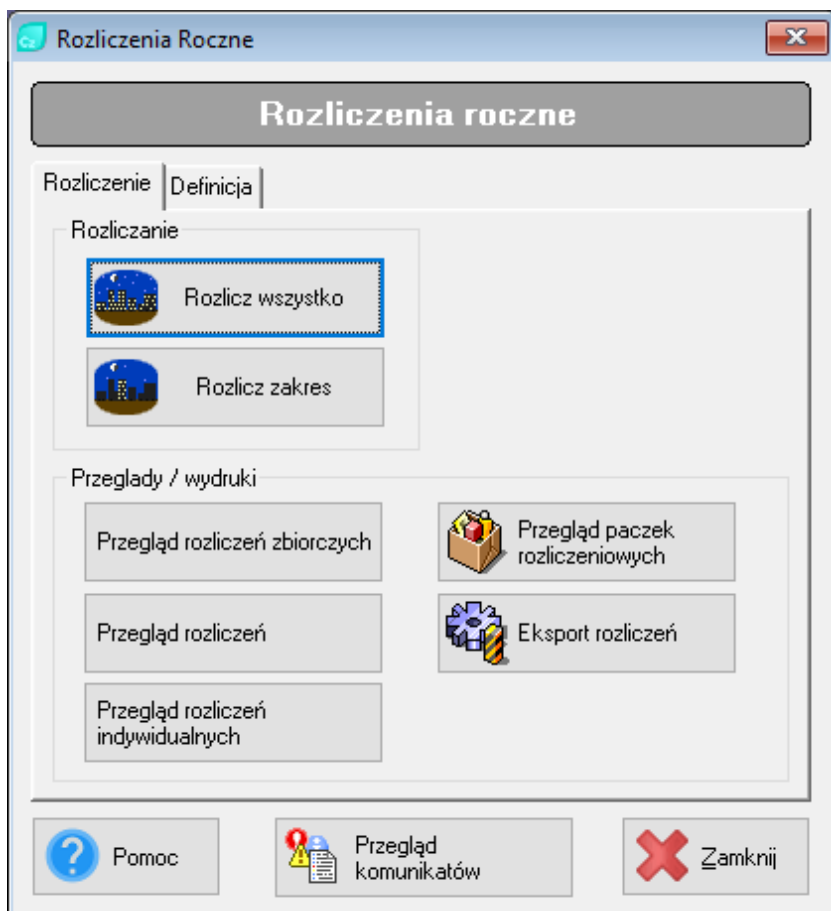 Cz
Rozliczenia Roczne
Rozliczenia roczne
Rozliczenie
Definicja
Rozliczanie
Rozlicz wszystko
Rozlicz zakres
Przeglady / wydruki
Przegląd rozliczeń zbiorczych
Przegląd paczek
rozliczeniowych
Przegląd rozliczeń
Eksport rozliczeń
Przegląd rozliczeń
indywidualnych
Pomoc
Przegląd
komunikatów
Zamknij